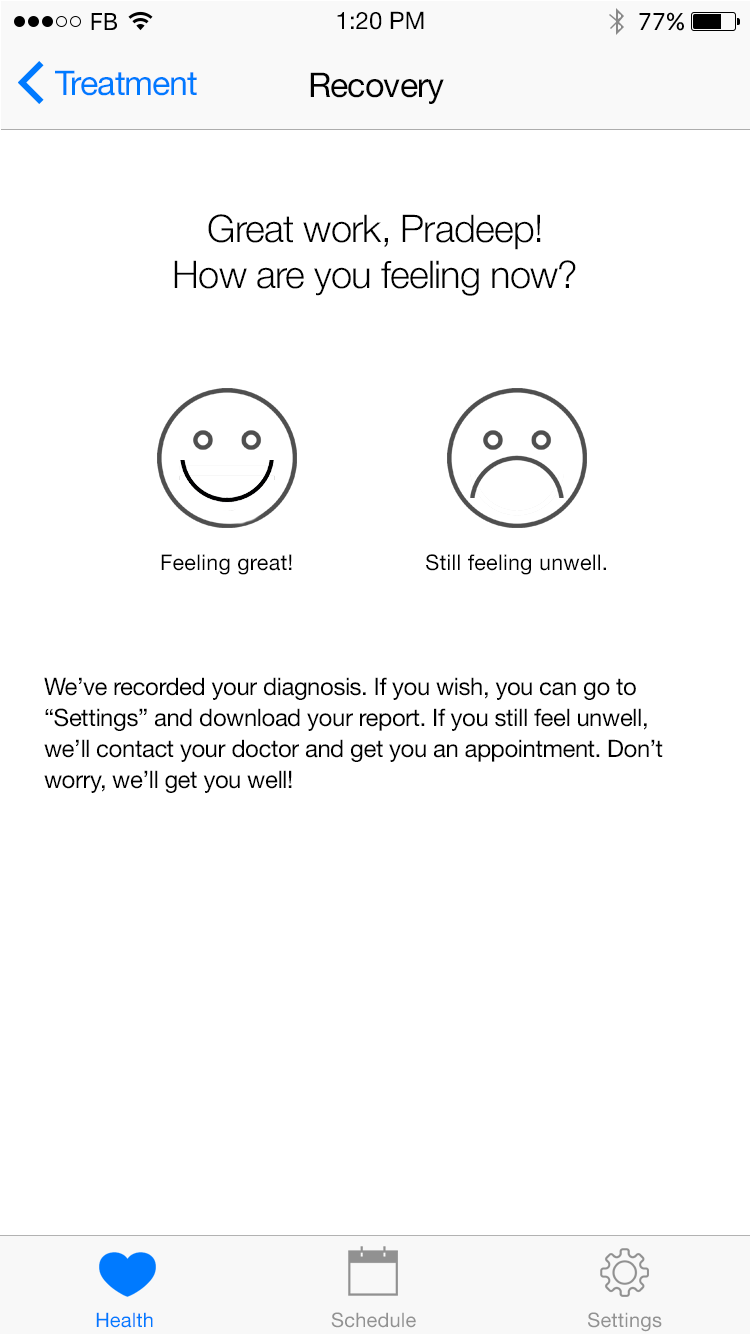 FB 1:20 PM 77%
Treatment Recovery
Great work, Pradeep!
How are you feeling now?
Feeling great! Still feeling unwell.
We’ve recorded your diagnosis. If you wish, you can go to
“Settings” and download your report. If you still feel unwell,
we’ll contact your doctor and get you an appointment. Don’t
worry, we’ll get you well!
Health Schedule Settings